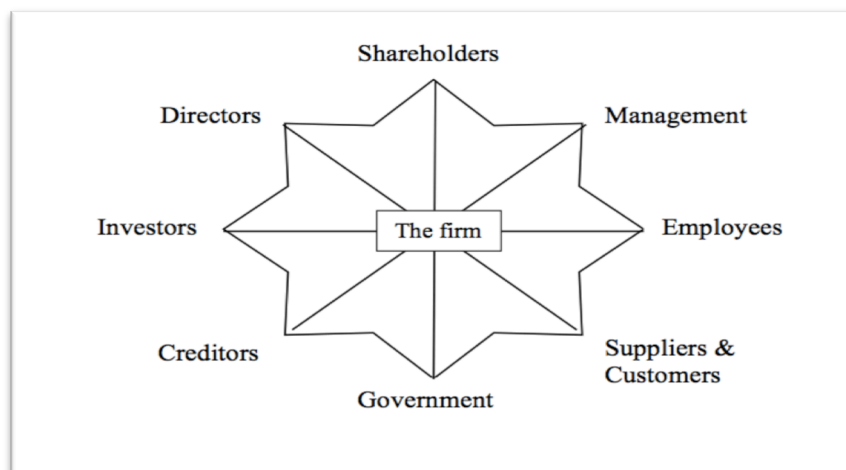 Shareholders
Directors
Management
Investors
The firm
Employees
Creditors
Suppliers &
Customers
Government